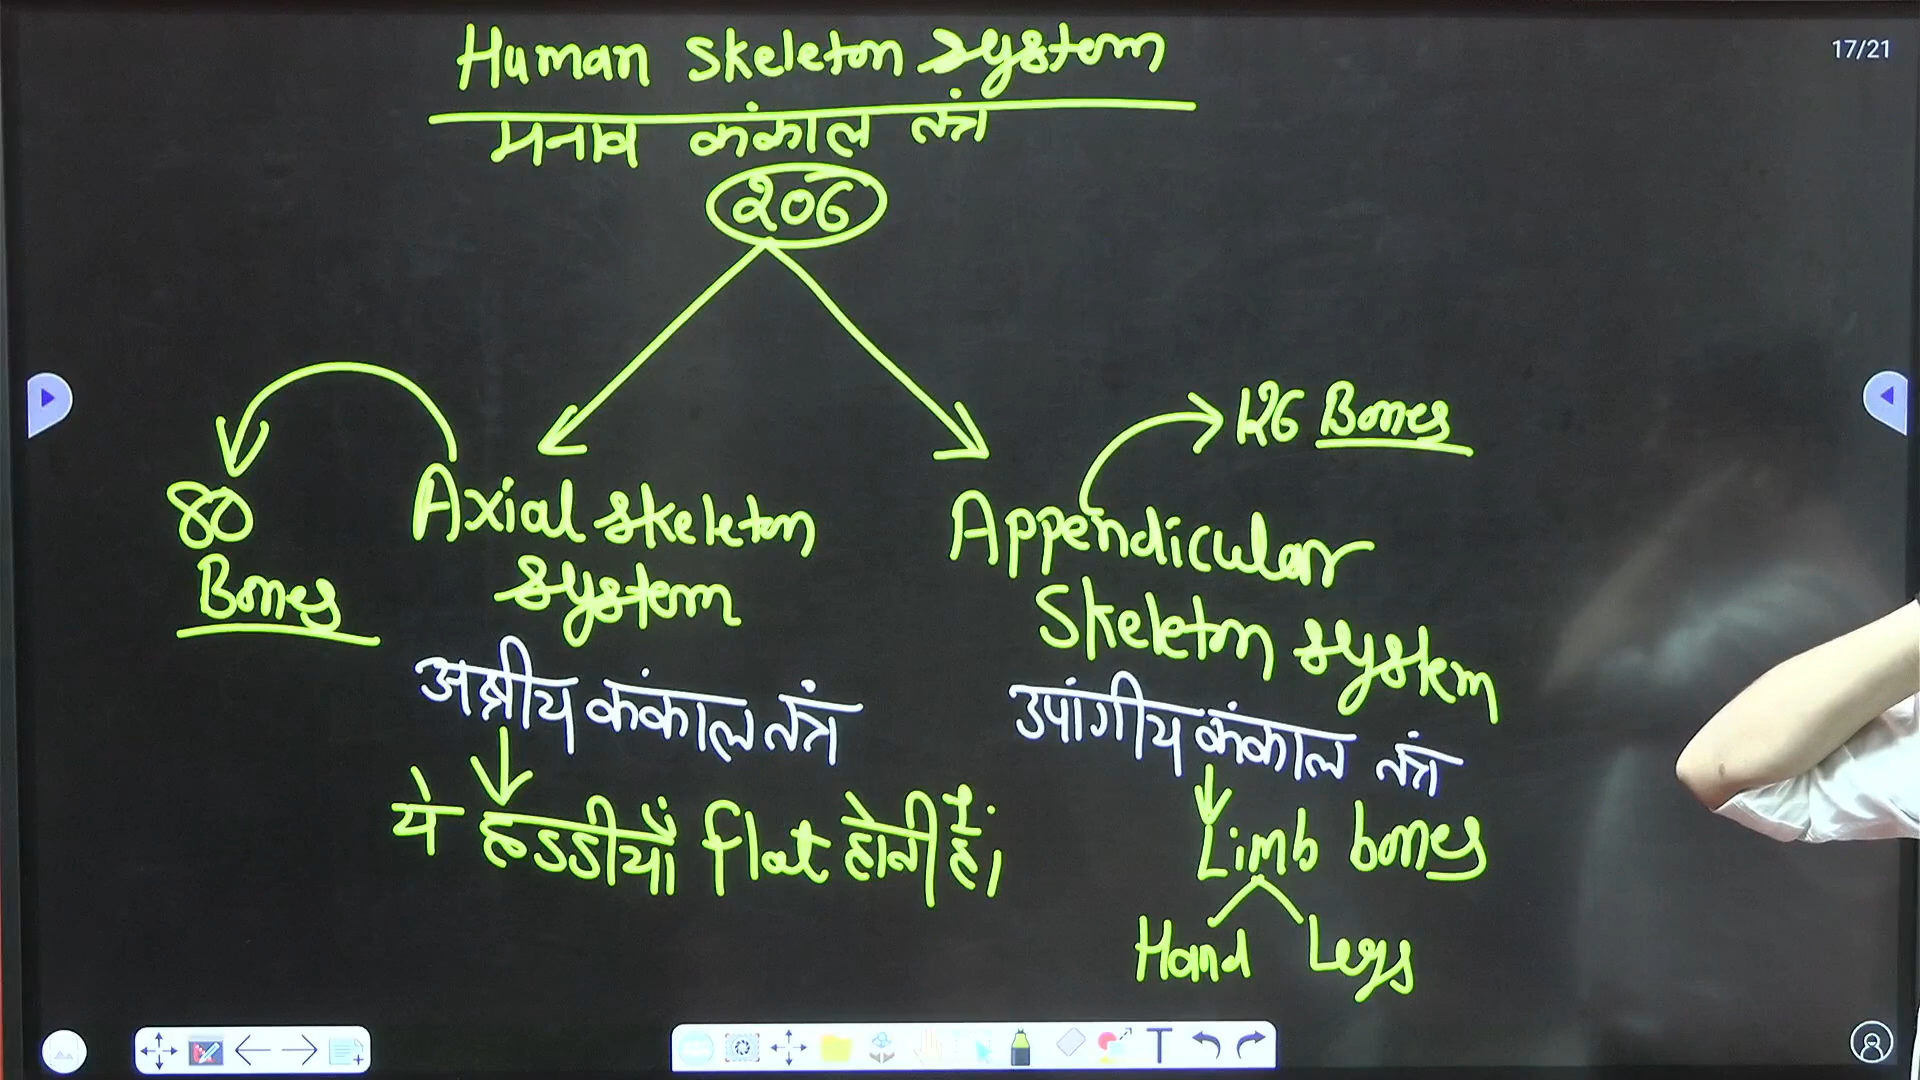 Human Skeleton System
17/21
मनाव कंकाल तंत्र
206
126 Bones
80
Bones
Axial skeleton
system
Appendicular
Skeleton system
अक्षीय कंकाल तंत्र
उपांगीय कंकाल तंत्र
ये हडडीयाँ flat होती हैं।
Limb bones
Hand Legs
T